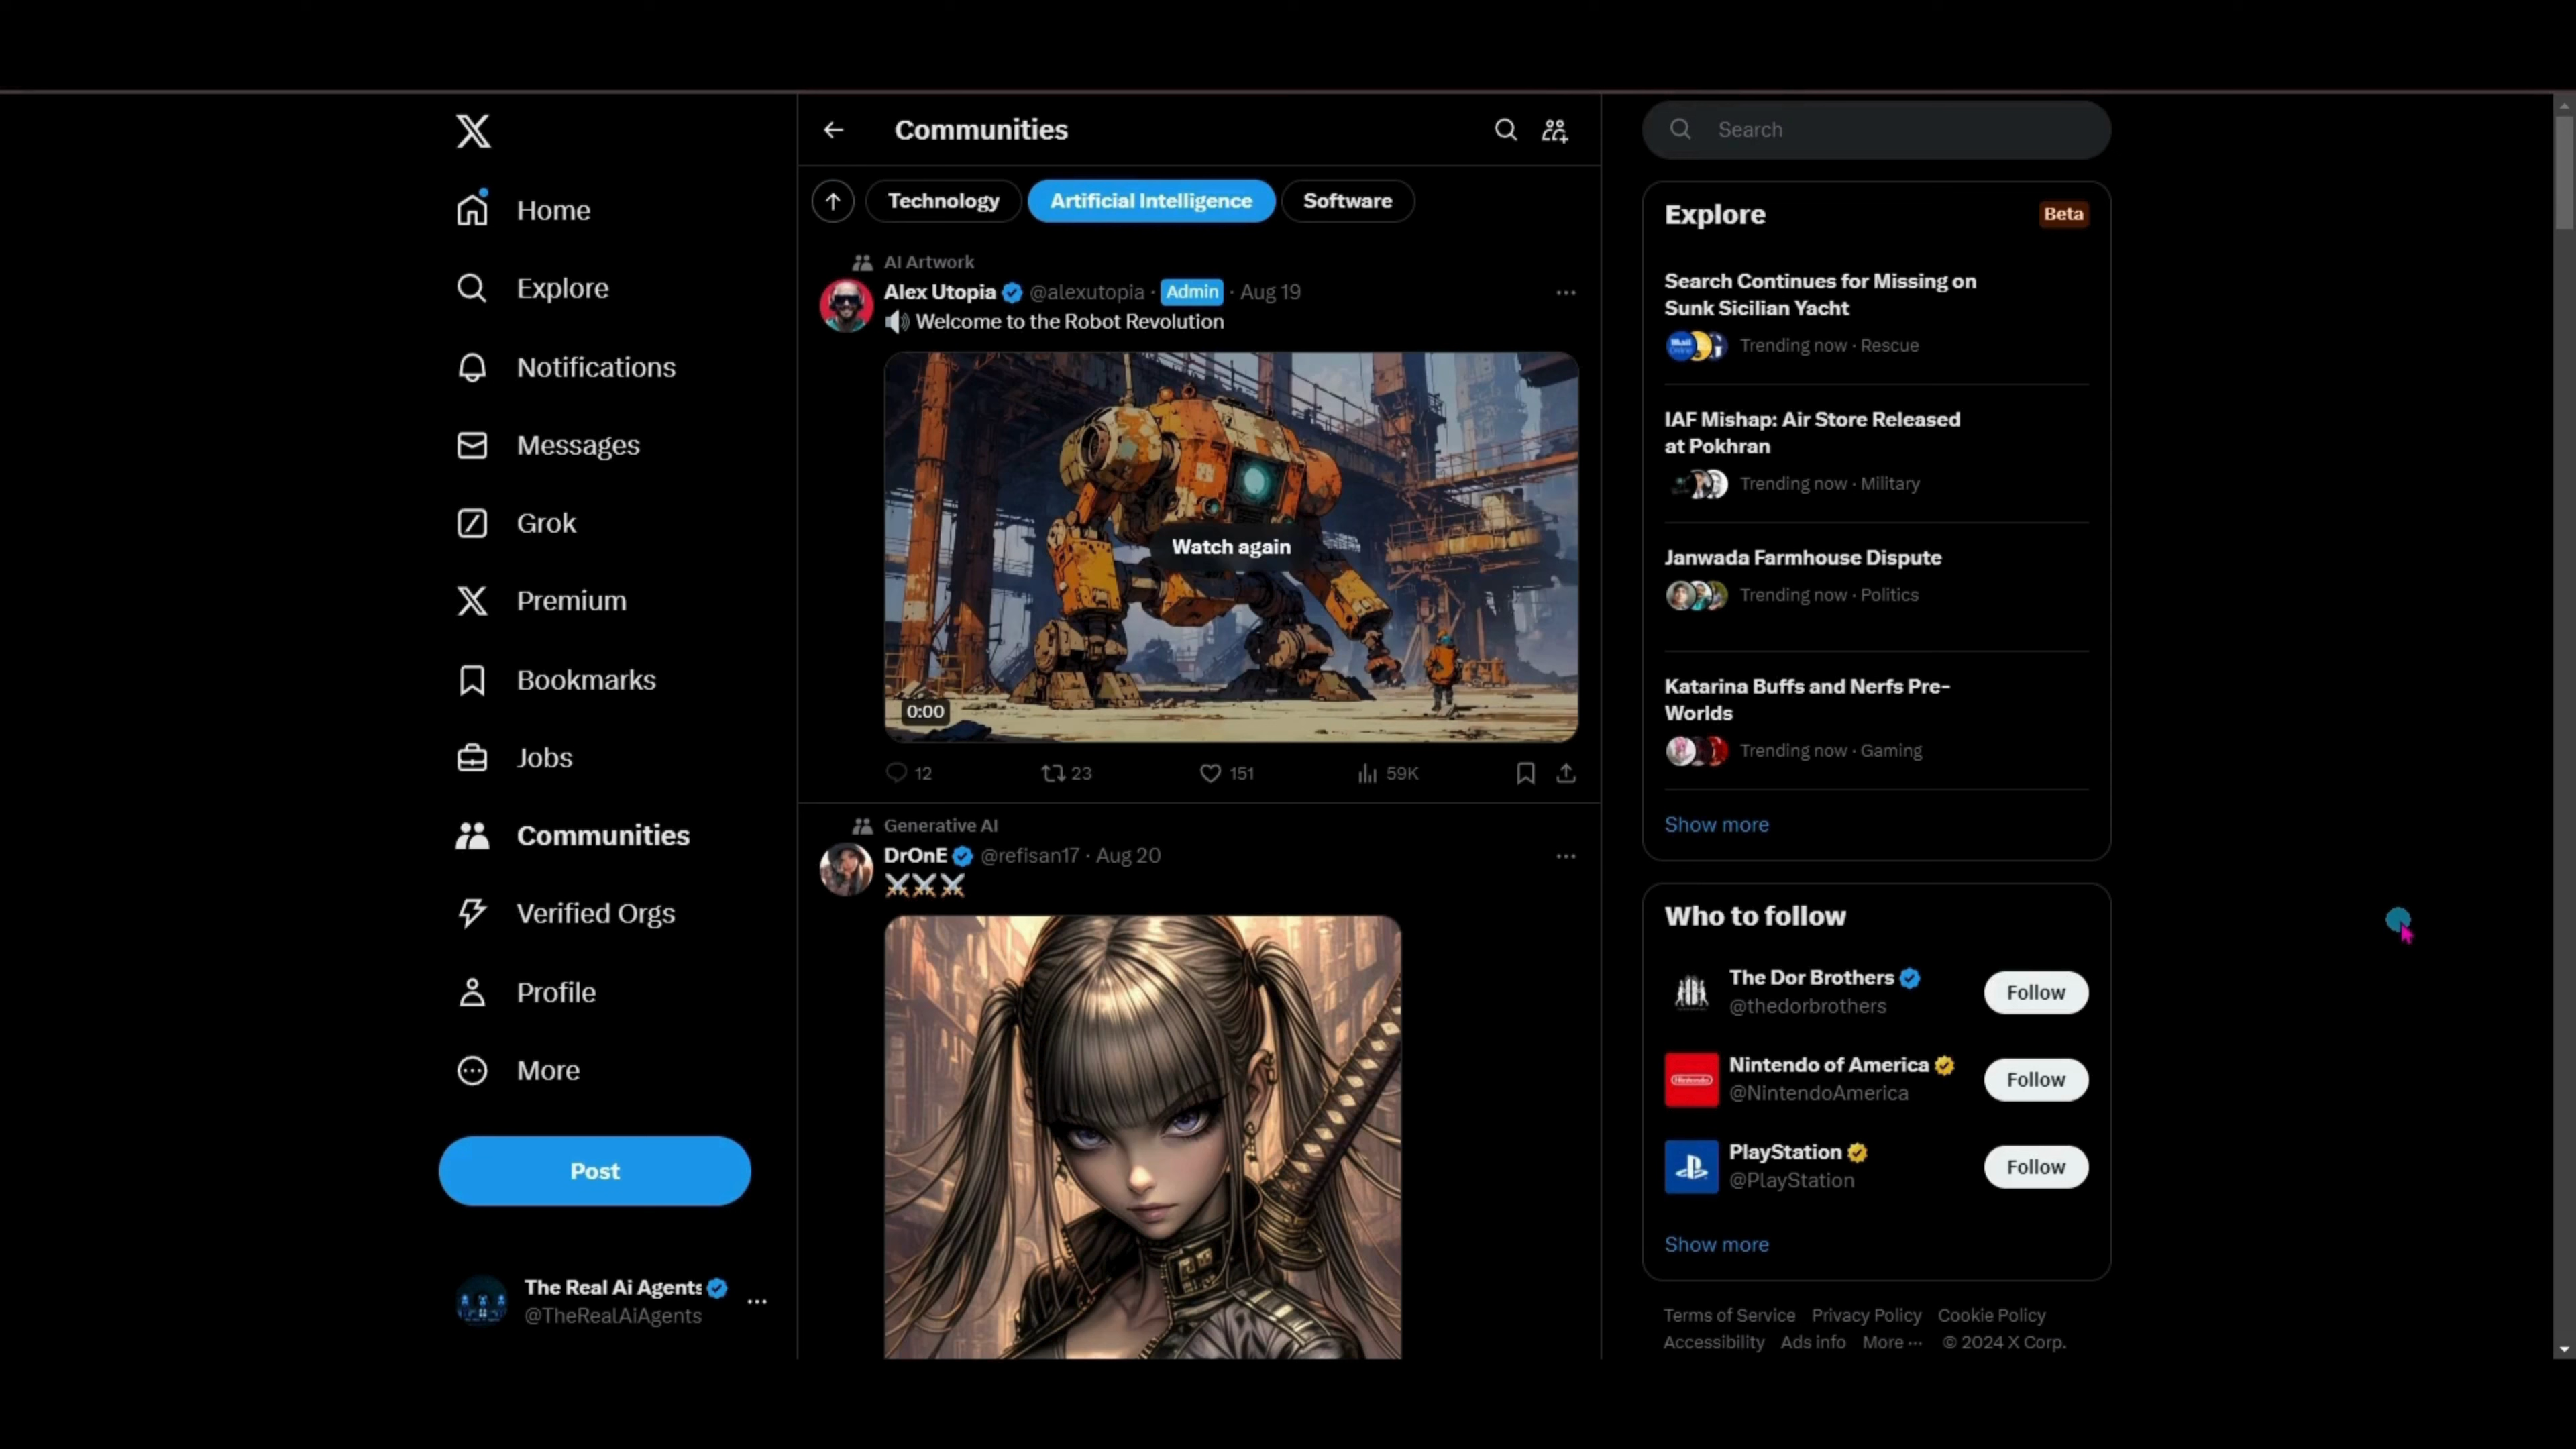 Home
Explore
Notifications
Messages
Grok
Premium
Bookmarks
Jobs
Communities
Verified Orgs
Profile
More
Post
The Real Ai Agents
@TheRealAiAgents
Communities
Technology
Artificial Intelligence
Software
AI Artwork
Alex Utopia @alexutopia · Admin · Aug 19
Welcome to the Robot Revolution
Watch again
0:00
12 23 151 59K
Generative AI
DrOnE @refisan17 · Aug 20
Search
Explore
Beta
Search Continues for Missing on
Sunk Sicilian Yacht
Trending now · Rescue
IAF Mishap: Air Store Released
at Pokhran
Trending now · Military
Janwada Farmhouse Dispute
Trending now · Politics
Katarina Buffs and Nerfs Pre-
Worlds
Trending now · Gaming
Show more
Who to follow
The Dor Brothers
@thedorbrothers
Follow
Nintendo of America
@NintendoAmerica
Follow
PlayStation
@PlayStation
Follow
Show more
Terms of Service Privacy Policy Cookie Policy
Accessibility Ads info More ··· © 2024 X Corp.